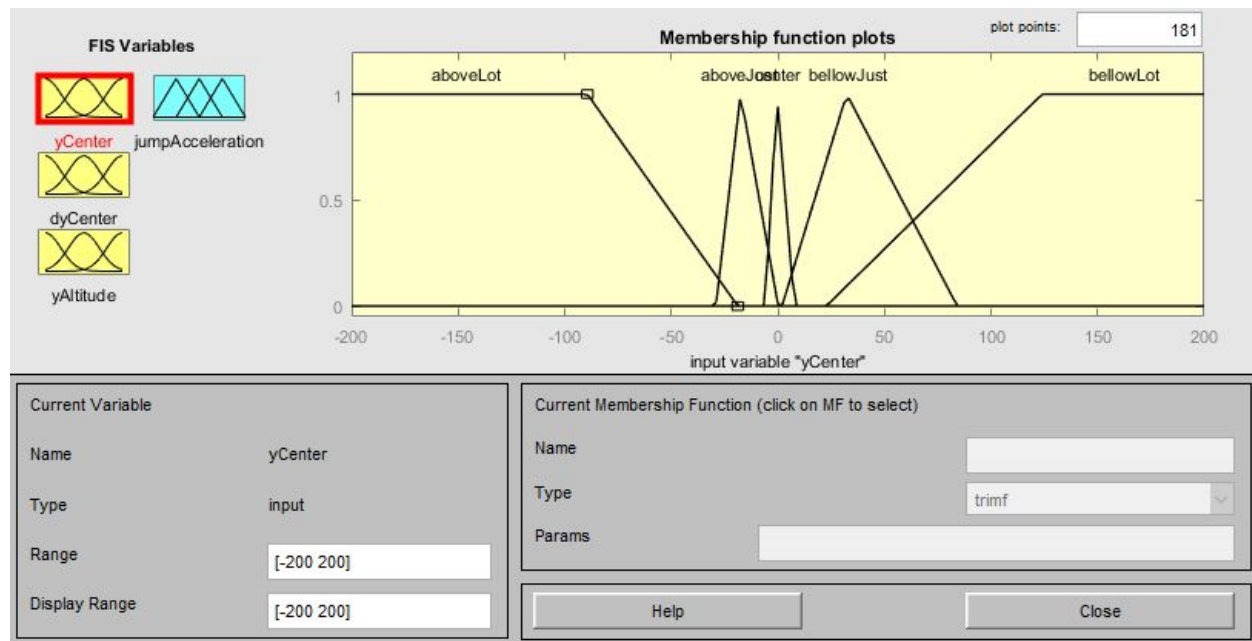 FIS Variables
Membership function plots
plot points:
181
yCenter
jumpAcceleration
dyCenter
yAltitude
aboveLot
aboveJust
center
bellowJust
bellowLot
1
0.5
0
-200
-150
-100
-50
0
50
100
150
200
input variable "yCenter"
Current Variable
Name
yCenter
Type
input
Range
[-200 200]
Display Range
[-200 200]
Current Membership Function (click on MF to select)
Name
Type
trimf
Params
Help
Close